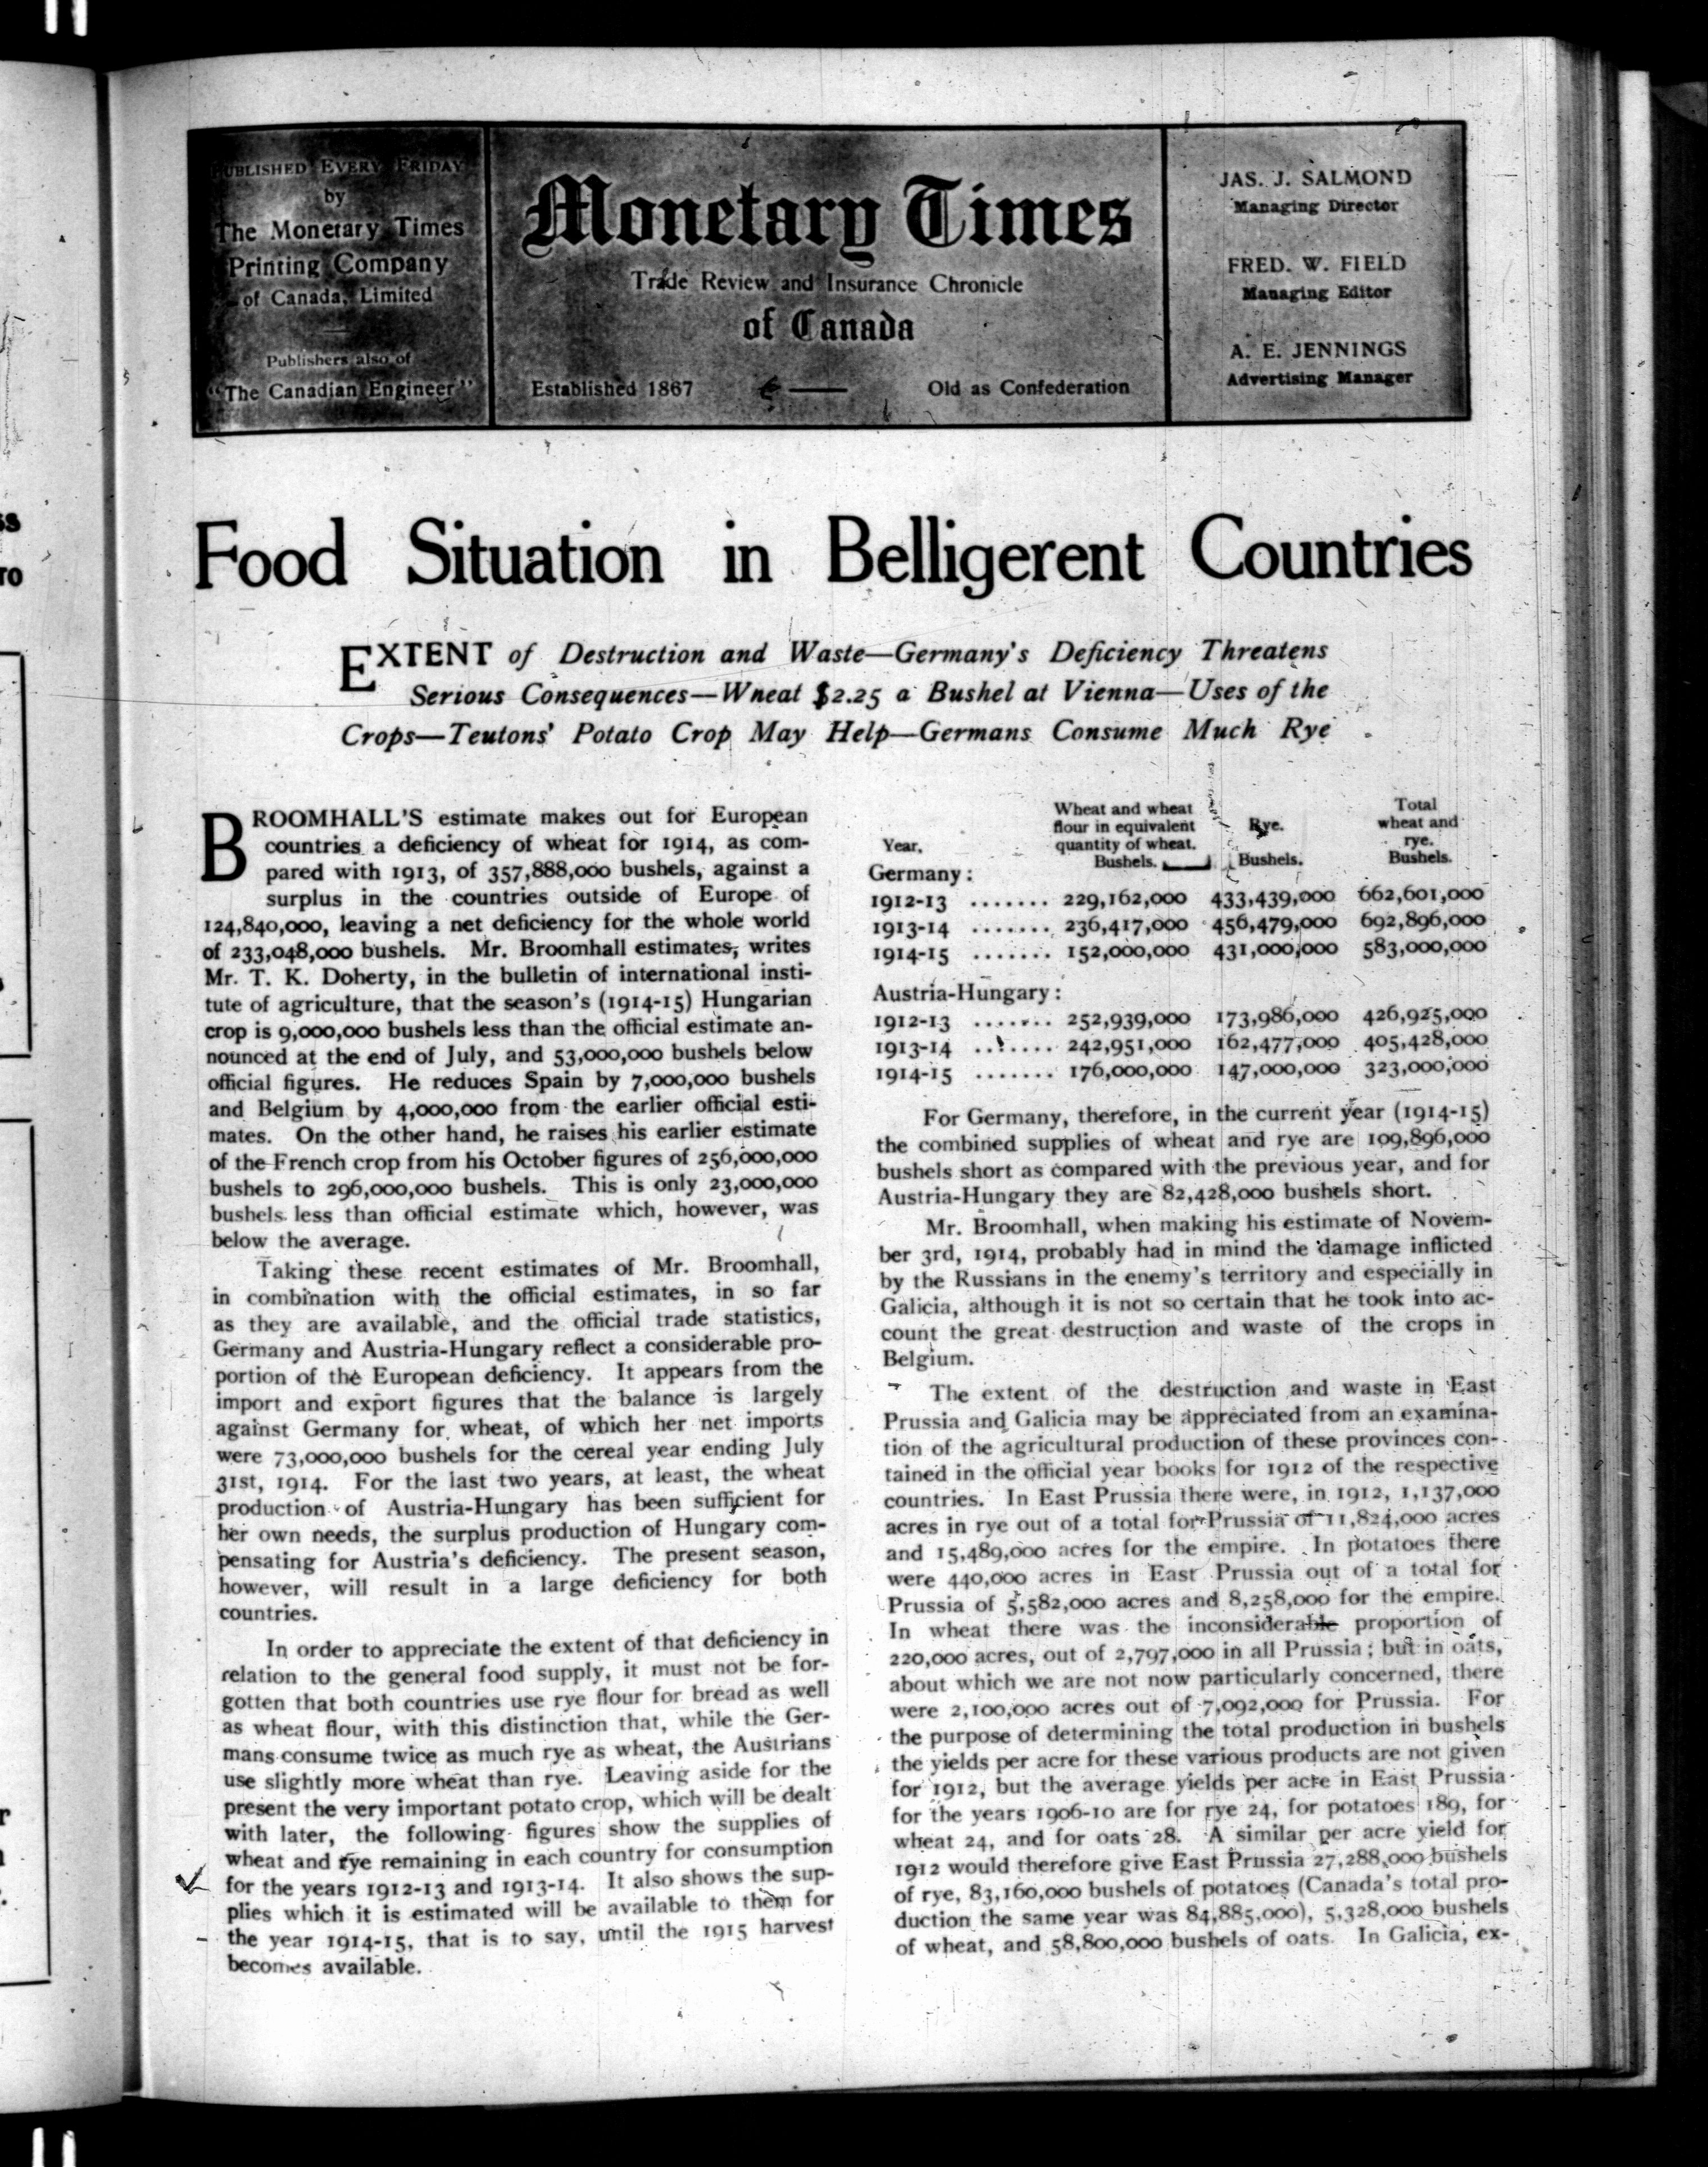 PUBLISHED EVERY FRIDAY
by
The Monetary Times
Printing Company
of Canada, Limited
Publishers also of
"The Canadian Engineer"
Monetary Times
Trade Review and Insurance Chronicle
of Canada
Established 1867
Old as Confederation
JAS. J. SALMOND
Managing Director
FRED. W. FIELD
Managing Editor
A. E. JENNINGS
Advertising Manager
Food Situation in Belligerent Countries
EXTENT of Destruction and Waste—Germany's Deficiency Threatens
Serious Consequences—Wheat $2.25 a Bushel at Vienna—Uses of the
Crops—Teutons' Potato Crop May Help—Germans Consume Much Rye
BROOMHALL'S estimate makes out for European
countries a deficiency of wheat for 1914, as com-
pared with 1913, of 357,888,000 bushels, against a
surplus in the countries outside of Europe of
124,840,000, leaving a net deficiency for the whole world
of 233,048,000 bushels. Mr. Broomhall estimates, writes
Mr. T. K. Doherty, in the bulletin of international insti-
tute of agriculture, that the season's (1914-15) Hungarian
crop is 9,000,000 bushels less than the official estimate an-
nounced at the end of July, and 53,000,000 bushels below
official figures. He reduces Spain by 7,000,000 bushels
and Belgium by 4,000,000 from the earlier official esti-
mates. On the other hand, he raises his earlier estimate
of the French crop from his October figures of 256,000,000
bushels to 296,000,000 bushels. This is only 23,000,000
bushels less than official estimate which, however, was
below the average.
Taking these recent estimates of Mr. Broomhall,
in combination with the official estimates, in so far
as they are available, and the official trade statistics,
Germany and Austria-Hungary reflect a considerable pro-
portion of the European deficiency. It appears from the
import and export figures that the balance is largely
against Germany for wheat, of which her net imports
were 73,000,000 bushels for the cereal year ending July
31st, 1914. For the last two years, at least, the wheat
production of Austria-Hungary has been sufficient for
her own needs, the surplus production of Hungary com-
pensating for Austria's deficiency. The present season,
however, will result in a large deficiency for both
countries.
In order to appreciate the extent of that deficiency in
relation to the general food supply, it must not be for-
gotten that both countries use rye flour for bread as well
as wheat flour, with this distinction that, while the Ger-
mans consume twice as much rye as wheat, the Austrians
use slightly more wheat than rye. Leaving aside for the
present the very important potato crop, which will be dealt
with later, the following figures show the supplies of
wheat and rye remaining in each country for consumption
for the years 1912-13 and 1913-14. It also shows the sup-
plies which it is estimated will be available to them for
the year 1914-15, that is to say, until the 1915 harvest
becomes available.
Year. Wheat and wheat flour in equivalent quantity of wheat. Bushels. Rye. Bushels. Total wheat and rye. Bushels.
Germany:
1912-13 ....... 229,162,000 433,439,000 662,601,000
1913-14 ....... 236,417,000 456,479,000 692,896,000
1914-15 ....... 152,000,000 431,000,000 583,000,000
Austria-Hungary:
1912-13 ....... 252,939,000 173,986,000 426,925,000
1913-14 ....... 242,951,000 162,477,000 405,428,000
1914-15 ....... 176,000,000 147,000,000 323,000,000
For Germany, therefore, in the current year (1914-15)
the combined supplies of wheat and rye are 109,896,000
bushels short as compared with the previous year, and for
Austria-Hungary they are 82,428,000 bushels short.
Mr. Broomhall, when making his estimate of Novem-
ber 3rd, 1914, probably had in mind the damage inflicted
by the Russians in the enemy's territory and especially in
Galicia, although it is not so certain that he took into ac-
count the great destruction and waste of the crops in
Belgium.
The extent of the destruction and waste in East
Prussia and Galicia may be appreciated from an examina-
tion of the agricultural production of these provinces con-
tained in the official year books for 1912 of the respective
countries. In East Prussia there were, in 1912, 1,137,000
acres in rye out of a total for Prussia of 11,824,000 acres
and 15,489,000 acres for the empire. In potatoes there
were 440,000 acres in East Prussia out of a total for
Prussia of 5,582,000 acres and 8,258,000 for the empire.
In wheat there was the inconsiderable proportion of
220,000 acres, out of 2,797,000 in all Prussia; but in oats,
about which we are not now particularly concerned, there
were 2,100,000 acres out of 7,092,000 for Prussia. For
the purpose of determining the total production in bushels
the yields per acre for these various products are not given
for 1912, but the average yields per acre in East Prussia
for the years 1906-10 are for rye 24, for potatoes 189, for
wheat 24, and for oats 28. A similar per acre yield for
1912 would therefore give East Prussia 27,288,000 bushels
of rye, 83,160,000 bushels of potatoes (Canada's total pro-
duction the same year was 84,885,000), 5,328,000 bushels
of wheat, and 58,800,000 bushels of oats. In Galicia, ex-